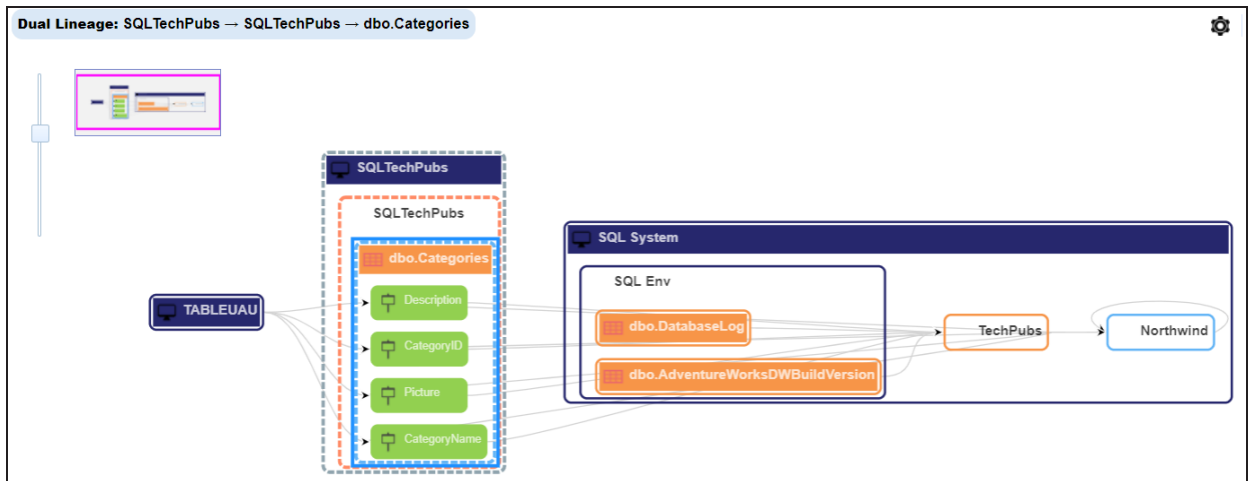 Dual Lineage: SQLTechPubs → SQLTechPubs → dbo.Categories
SQLTechPubs
SQLTechPubs
dbo.Categories
Description
CategoryID
Picture
CategoryName
TABLEUAU
SQL System
SQL Env
dbo.DatabaseLog
dbo.AdventureWorksDWBuildVersion
TechPubs
Northwind